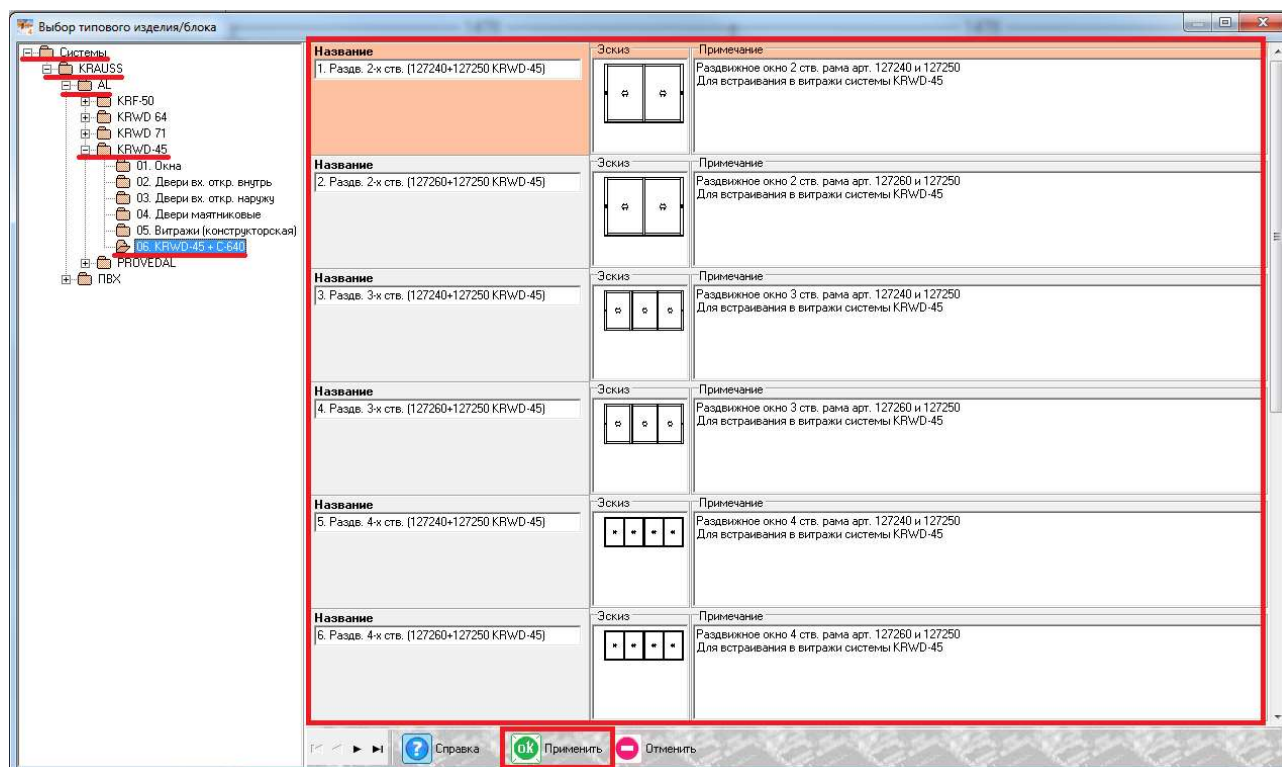 Выбор типового изделия/блока
Системы
KRAUSS
AL
KRF-50
KRWD 64
KRWD 71
KRWD-45
01. Окна
02. Двери вх. откр. внутрь
03. Двери вх. откр. наружу
04. Двери маятниковые
05. Витражи (конструкторская)
06. KRWD-45 + C-640
PROVEDAL
ПВХ
Название
Эскиз
Примечание
1. Раздв. 2-х ств. (127240+127250 KRWD-45)
Раздвижное окно 2 ств. рама арт. 127240 и 127250
Для встраивания в витражи системы KRWD-45
Название
Эскиз
Примечание
2. Раздв. 2-х ств. (127260+127250 KRWD-45)
Раздвижное окно 2 ств. рама арт. 127260 и 127250
Для встраивания в витражи системы KRWD-45
Название
Эскиз
Примечание
3. Раздв. 3-х ств. (127240+127250 KRWD-45)
Раздвижное окно 3 ств. рама арт. 127240 и 127250
Для встраивания в витражи системы KRWD-45
Название
Эскиз
Примечание
4. Раздв. 3-х ств. (127260+127250 KRWD-45)
Раздвижное окно 3 ств. рама арт. 127260 и 127250
Для встраивания в витражи системы KRWD-45
Название
Эскиз
Примечание
5. Раздв. 4-х ств. (127240+127250 KRWD-45)
Раздвижное окно 4 ств. рама арт. 127240 и 127250
Для встраивания в витражи системы KRWD-45
Название
Эскиз
Примечание
6. Раздв. 4-х ств. (127260+127250 KRWD-45)
Раздвижное окно 4 ств. рама арт. 127260 и 127250
Для встраивания в витражи системы KRWD-45
Справка
ok Применить
Отменить